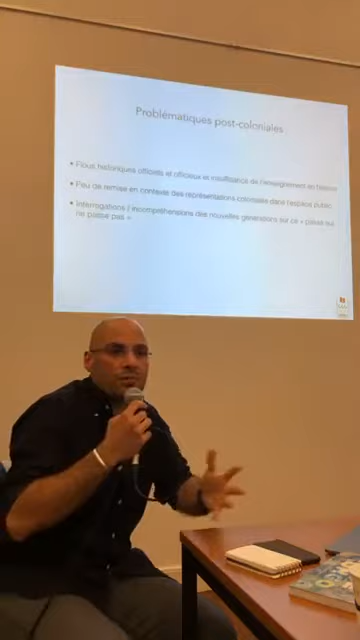 Problématiques post-coloniales
• Flous historiques officiels et officieux et insuffisance de l'enseignement en histoire
• Peu de remise en contexte des représentations coloniales dans l'espace public
• Interrogations / incompréhensions des nouvelles générations sur ce « passé qui
ne passe pas »